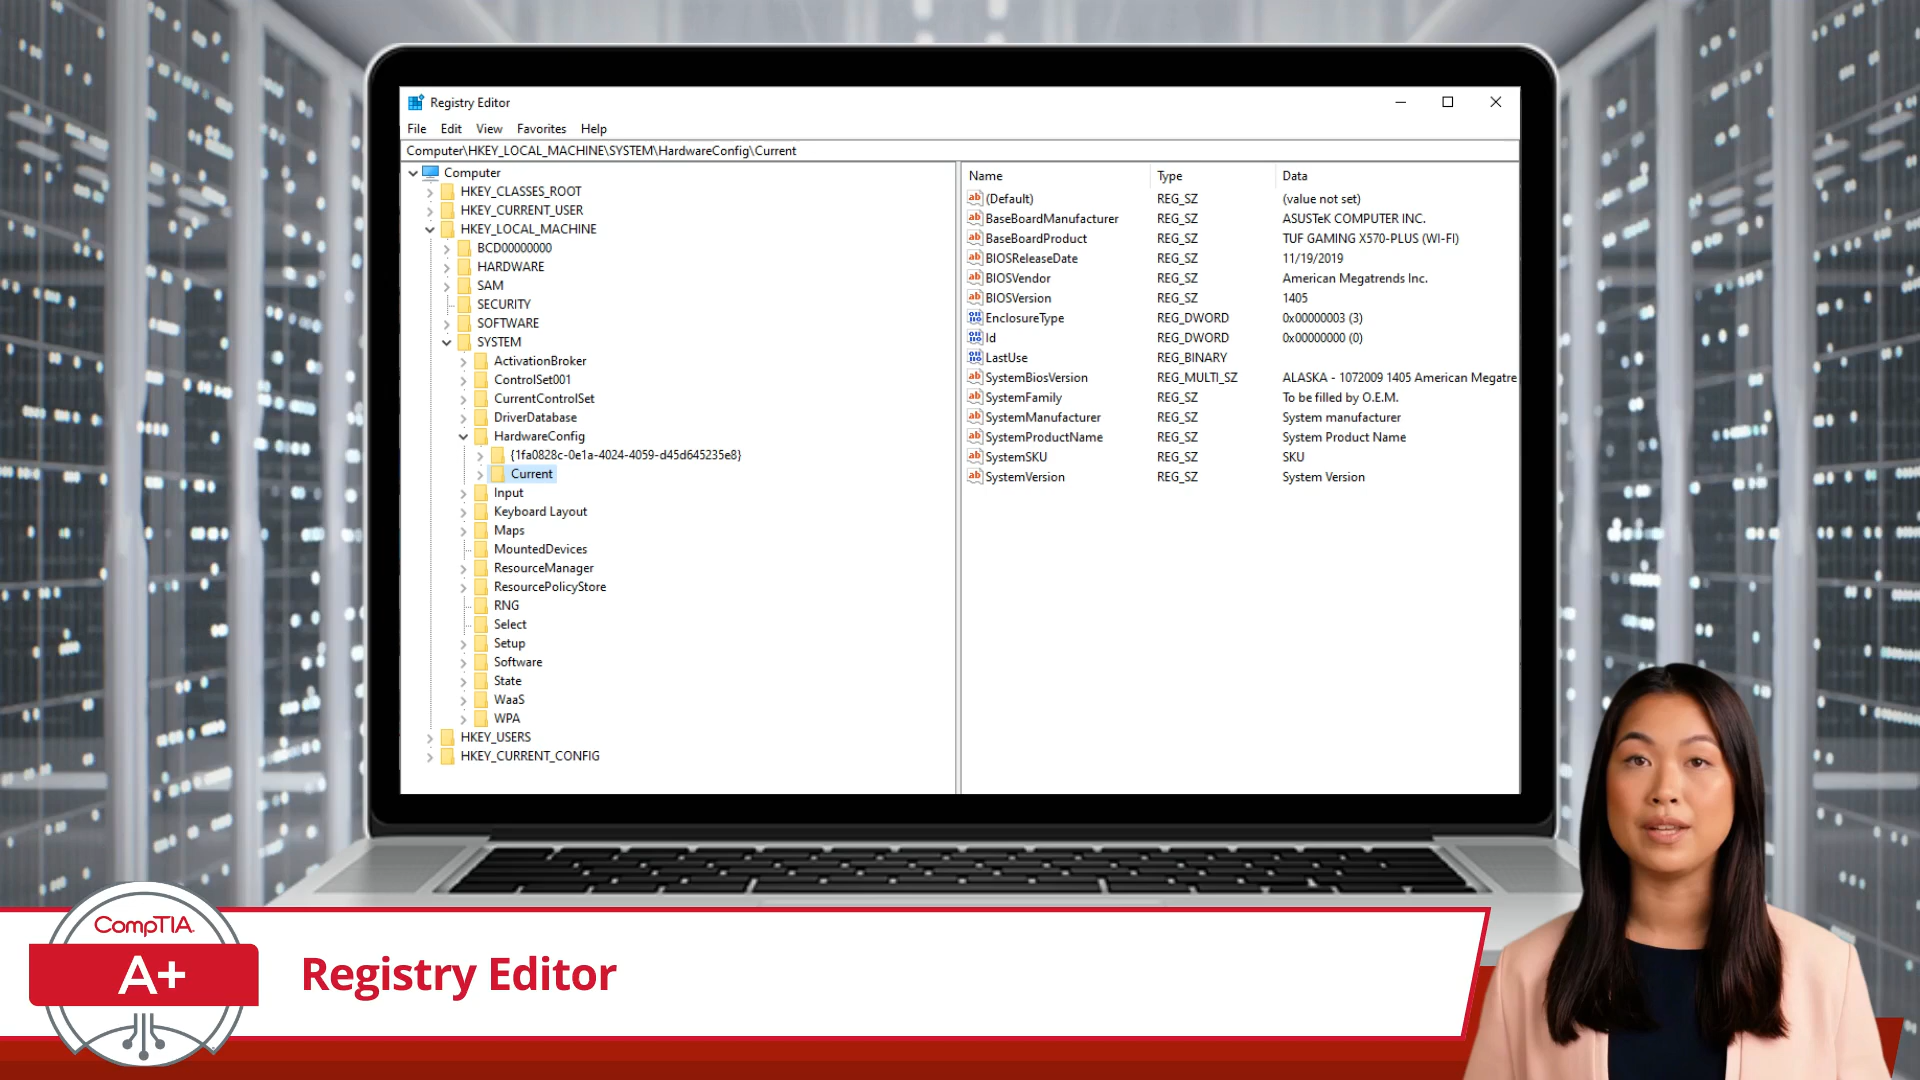 Registry Editor
File Edit View Favorites Help
Computer\HKEY_LOCAL_MACHINE\SYSTEM\HardwareConfig\Current
Computer
HKEY_CLASSES_ROOT
HKEY_CURRENT_USER
HKEY_LOCAL_MACHINE
BCD00000000
HARDWARE
SAM
SECURITY
SOFTWARE
SYSTEM
ActivationBroker
ControlSet001
CurrentControlSet
DriverDatabase
HardwareConfig
{1fa0828c-0e1a-4024-4059-d45d645235e8}
Current
Input
Keyboard Layout
Maps
MountedDevices
ResourceManager
ResourcePolicyStore
RNG
Select
Setup
Software
State
WaaS
WPA
HKEY_USERS
HKEY_CURRENT_CONFIG
Name Type Data
(Default) REG_SZ (value not set)
BaseBoardManufacturer REG_SZ ASUSTeK COMPUTER INC.
BaseBoardProduct REG_SZ TUF GAMING X570-PLUS (WI-FI)
BIOSReleaseDate REG_SZ 11/19/2019
BIOSVendor REG_SZ American Megatrends Inc.
BIOSVersion REG_SZ 1405
EnclosureType REG_DWORD 0x00000003 (3)
Id REG_DWORD 0x00000000 (0)
LastUse REG_BINARY
SystemBiosVersion REG_MULTI_SZ ALASKA - 1072009 1405 American Megatre
SystemFamily REG_SZ To be filled by O.E.M.
SystemManufacturer REG_SZ System manufacturer
SystemProductName REG_SZ System Product Name
SystemSKU REG_SZ SKU
SystemVersion REG_SZ System Version
CompTIA.
A+
Registry Editor